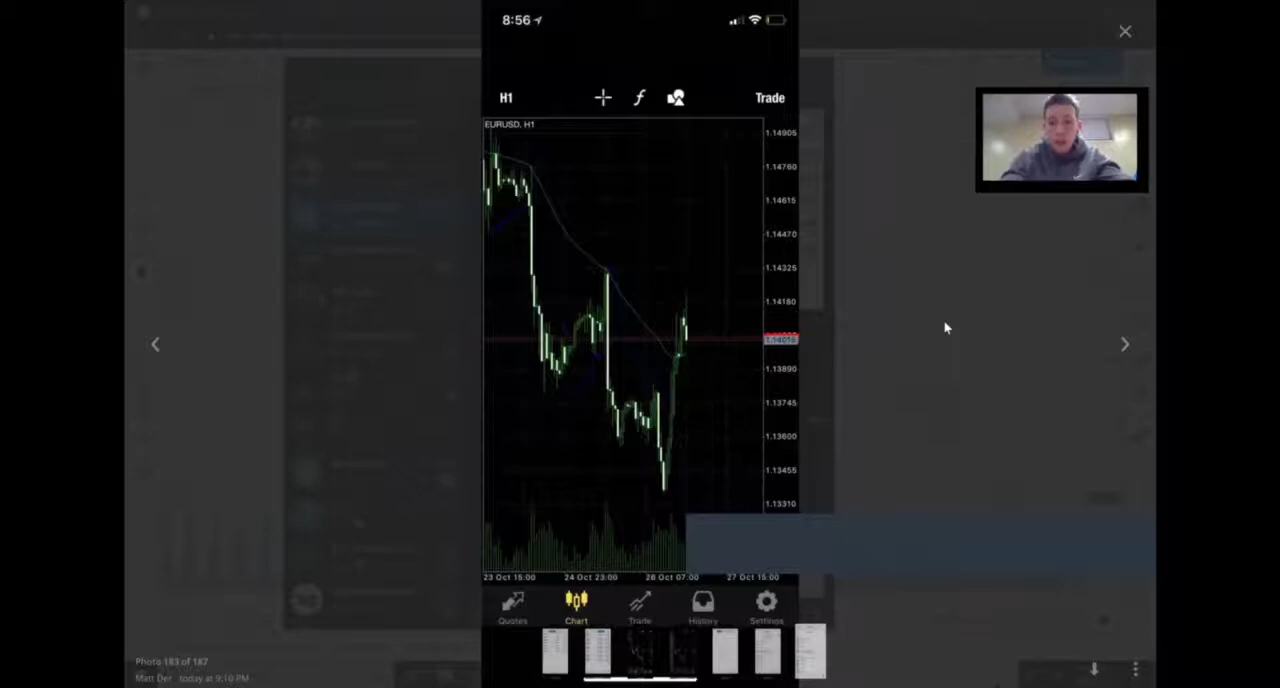 8:56
H1
Trade
EURUSD, H1
1.14905
1.14760
1.14615
1.14470
1.14325
1.14180
1.14016
1.13890
1.13745
1.13600
1.13455
1.13310
23 Oct 15:00
24 Oct 23:00
26 Oct 07:00
27 Oct 15:00
Quotes
Chart
Trade
History
Settings
Photo 183 of 187
Matt Der today at 9:10 PM